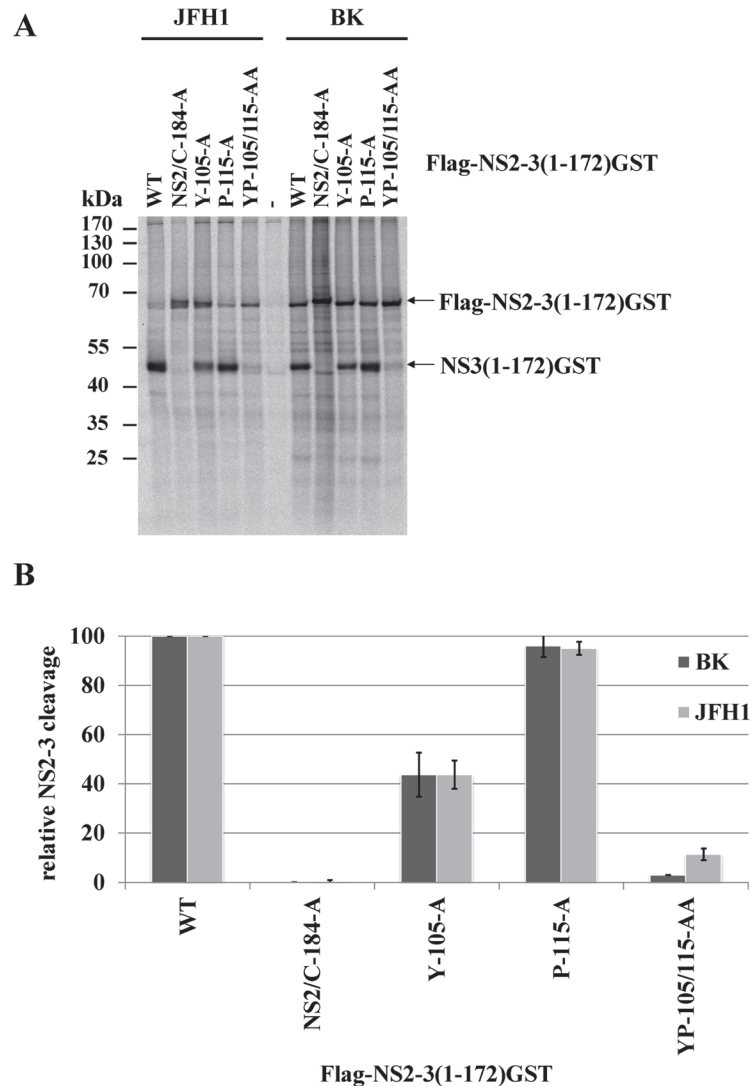 A
JFH1
BK
WT
NS2/C-184-A
Y-105-A
P-115-A
YP-105/115-AA
-
WT
NS2/C-184-A
Y-105-A
P-115-A
YP-105/115-AA
Flag-NS2-3(1-172)GST
kDa
170
130
100
70
55
40
35
25
Flag-NS2-3(1-172)GST
NS3(1-172)GST
B
relative NS2-3 cleavage
100
80
60
40
20
0
BK
JFH1
WT
NS2/C-184-A
Y-105-A
P-115-A
YP-105/115-AA
Flag-NS2-3(1-172)GST